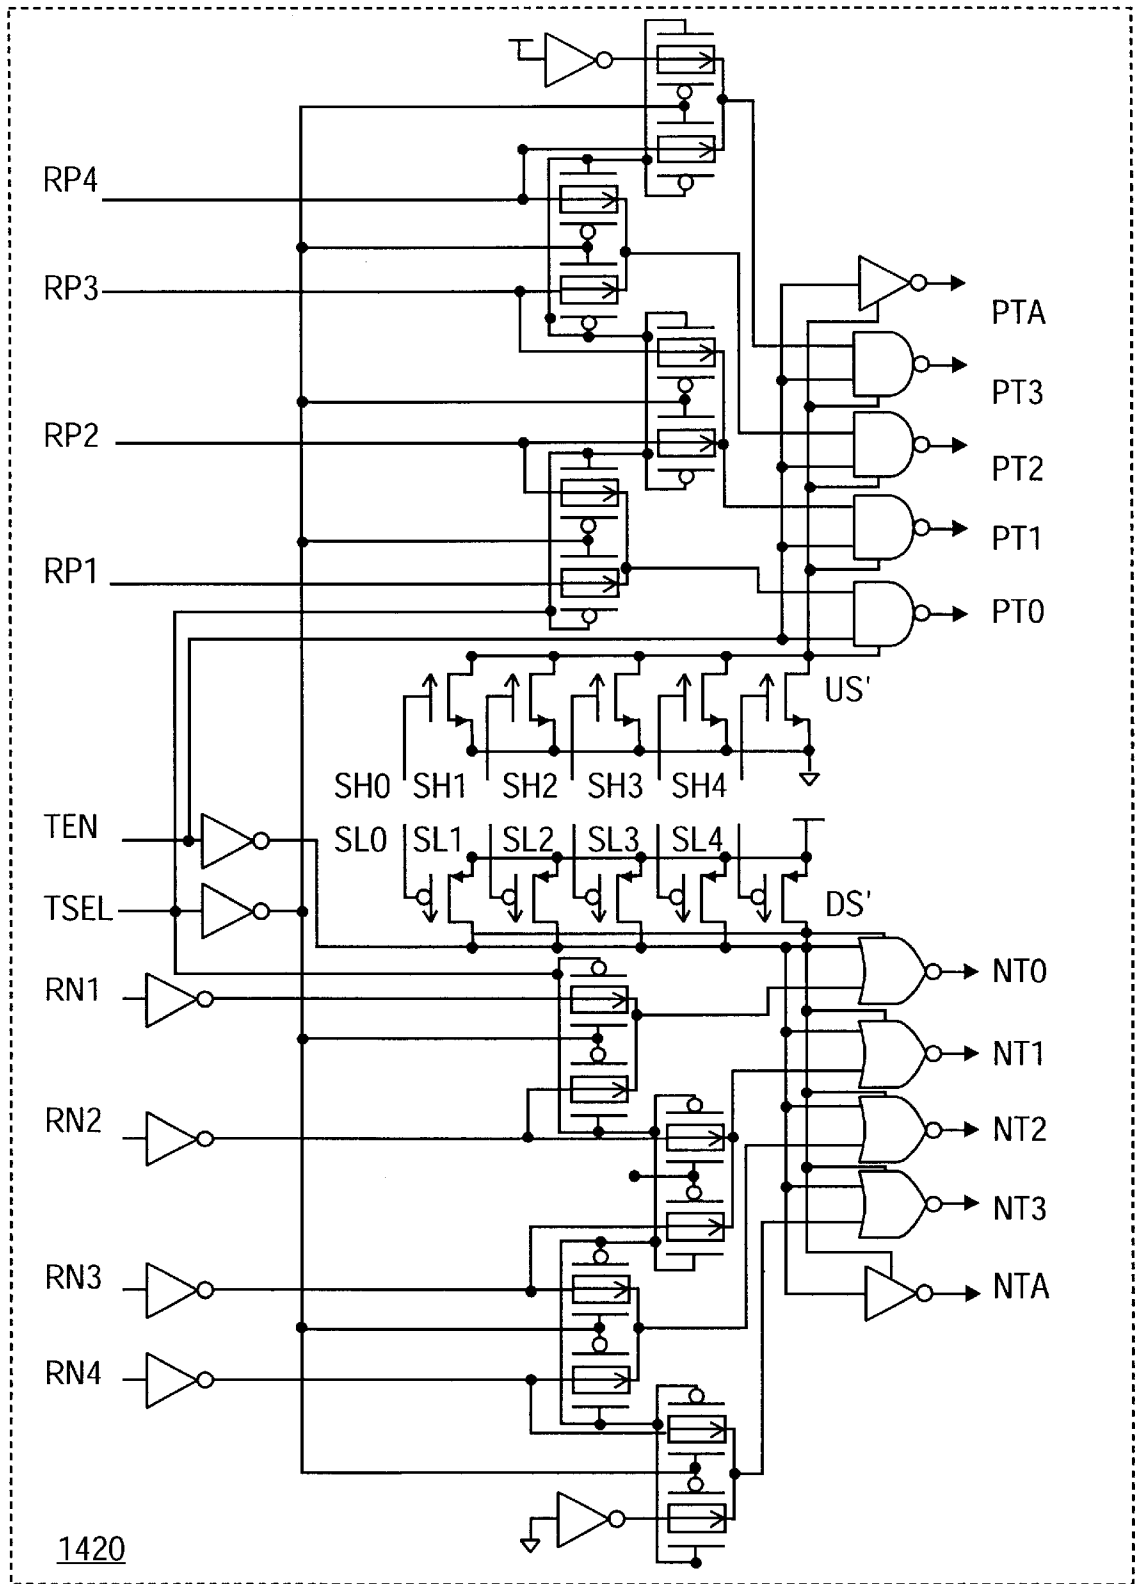 RP4
RP3
PTA
PT3
RP2
PT2
PT1
RP1
PT0
US'
SH0 SH1 SH2 SH3 SH4
TEN
SL0 SL1 SL2 SL3 SL4
TSEL
DS'
RN1
NT0
NT1
RN2
NT2
NT3
RN3
NTA
RN4
1420